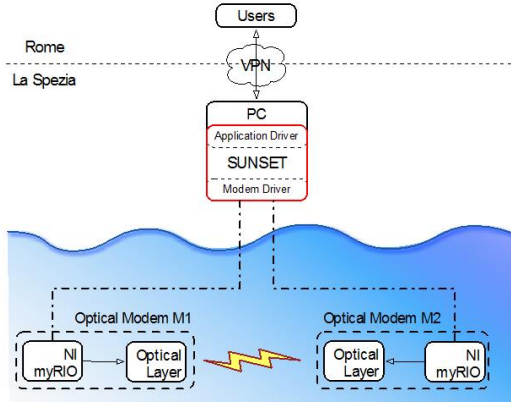 Users
Rome
VPN
La Spezia
PC
Application Driver
SUNSET
Modem Driver
Optical Modem M1
Optical Modem M2
NI
myRIO
Optical
Layer
Optical
Layer
NI
myRIO